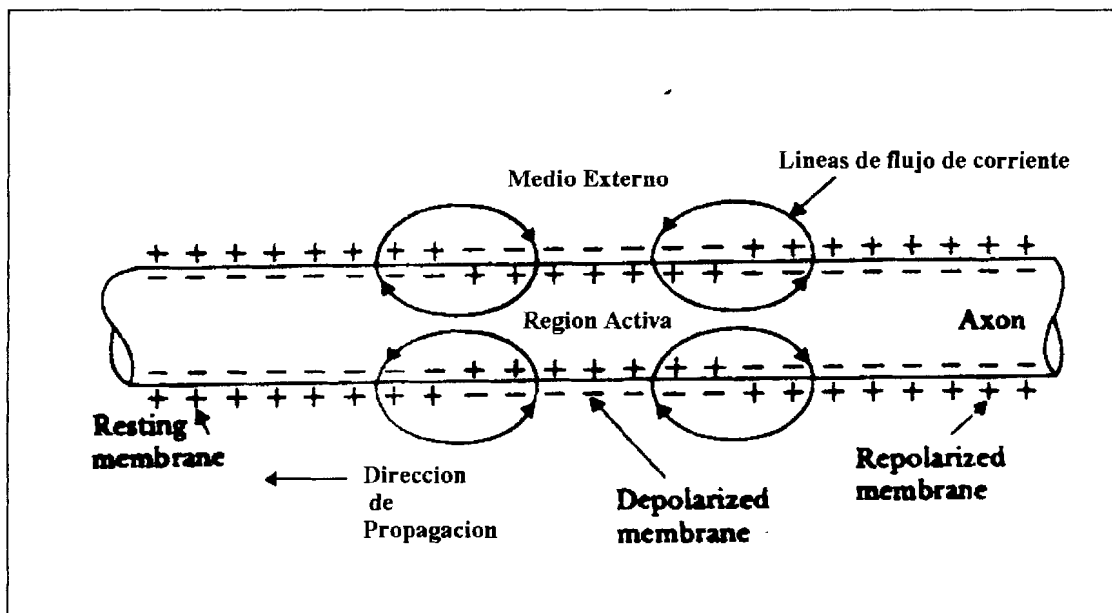 Lineas de flujo de corriente
Medio Externo
+ + + + + + + + - - - - - - - + + + + + + + + +
- - - - - - - - + + + + + + + - - - - - - - - -
Region Activa
Axon
- - - - - - - - + + + + + + + - - - - - - - - -
+ + + + + + + + - - - - - - - + + + + + + + + +
Resting
membrane
Direccion
de
Propagacion
Depolarized
membrane
Repolarized
membrane